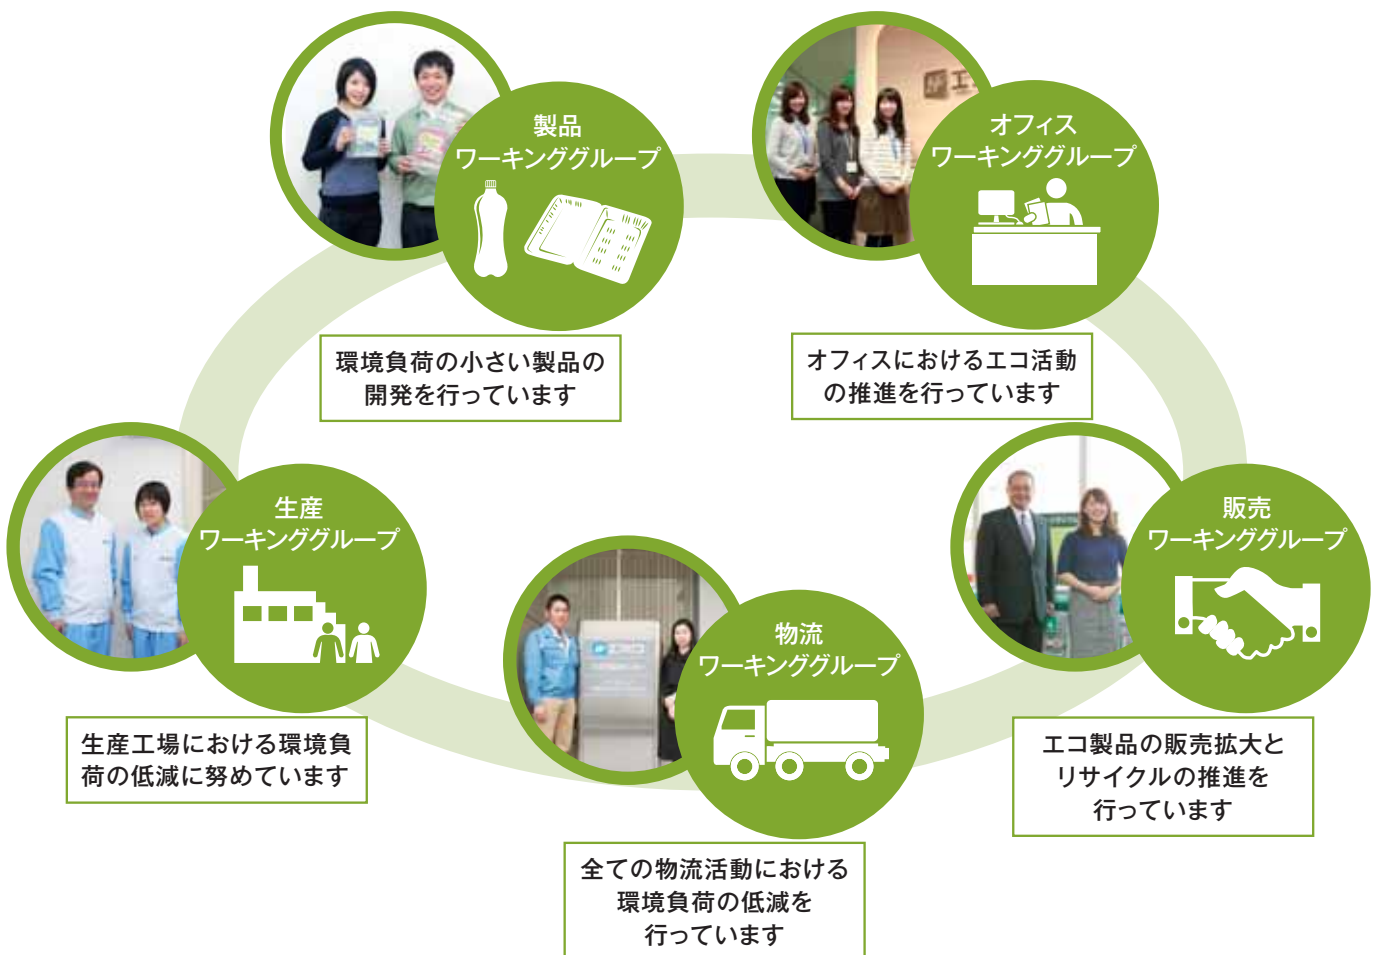 製品
ワーキンググループ
環境負荷の小さい製品の
開発を行っています
オフィス
ワーキンググループ
オフィスにおけるエコ活動
の推進を行っています
生産
ワーキンググループ
生産工場における環境負
荷の低減に努めています
物流
ワーキンググループ
全ての物流活動における
環境負荷の低減を
行っています
販売
ワーキンググループ
エコ製品の販売拡大と
リサイクルの推進を
行っています